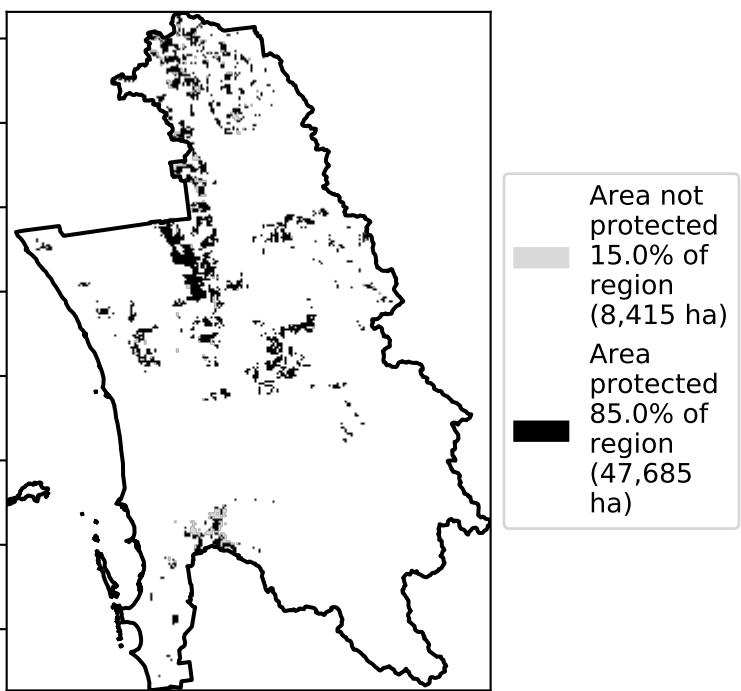 Area not
protected
15.0% of
region
(8,415 ha)
Area
protected
85.0% of
region
(47,685
ha)